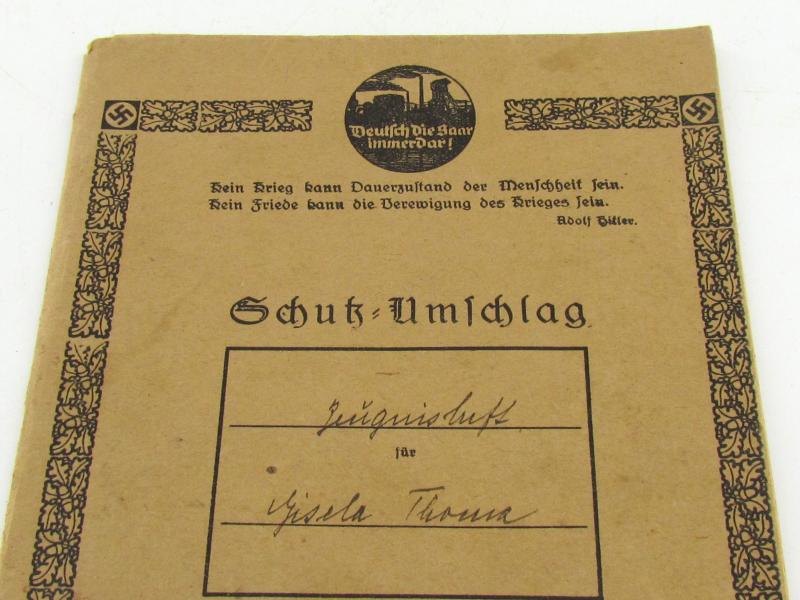 Deutsch die Saar
immerdar!
Kein Krieg kann Dauerzustand der Menschheit sein.
Kein Friede kann die Verewigung des Krieges sein.
Adolf Hitler.
Schutz-Umschlag
Zeugnisheft
für
Gisela Thoma